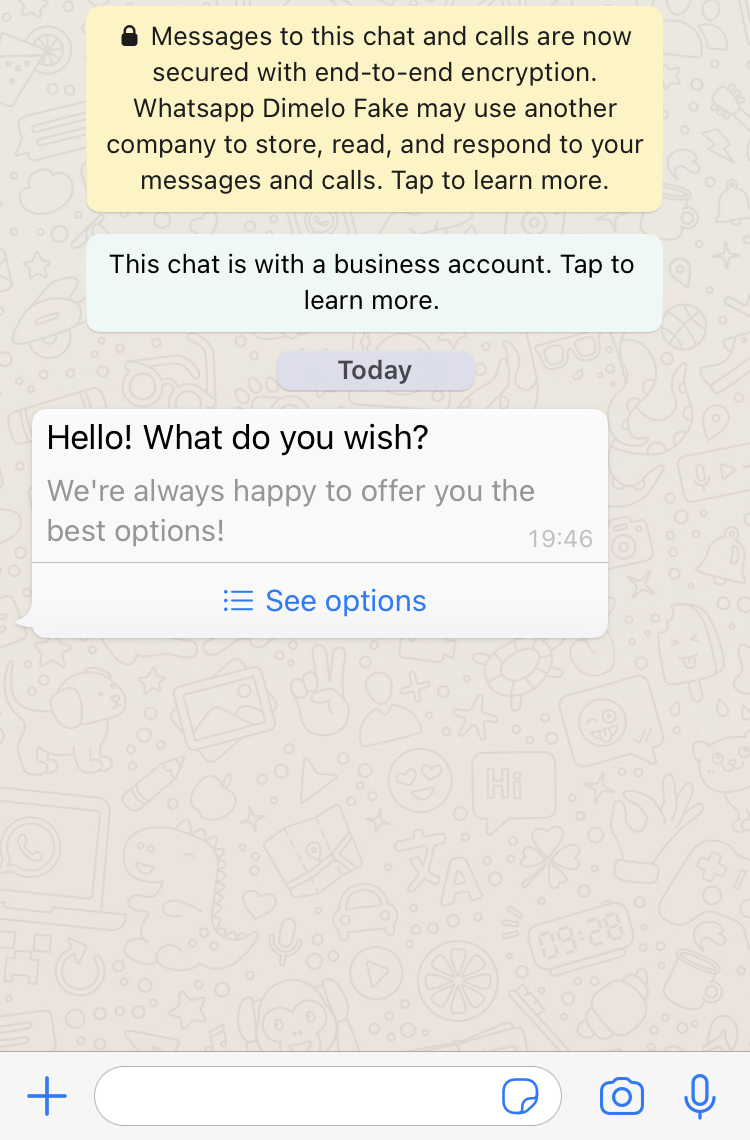 Messages to this chat and calls are now
secured with end-to-end encryption.
Whatsapp Dimelo Fake may use another
company to store, read, and respond to your
messages and calls. Tap to learn more.
This chat is with a business account. Tap to
learn more.
Today
Hello! What do you wish?
We're always happy to offer you the
best options!
19:46
See options
Hi
09:28